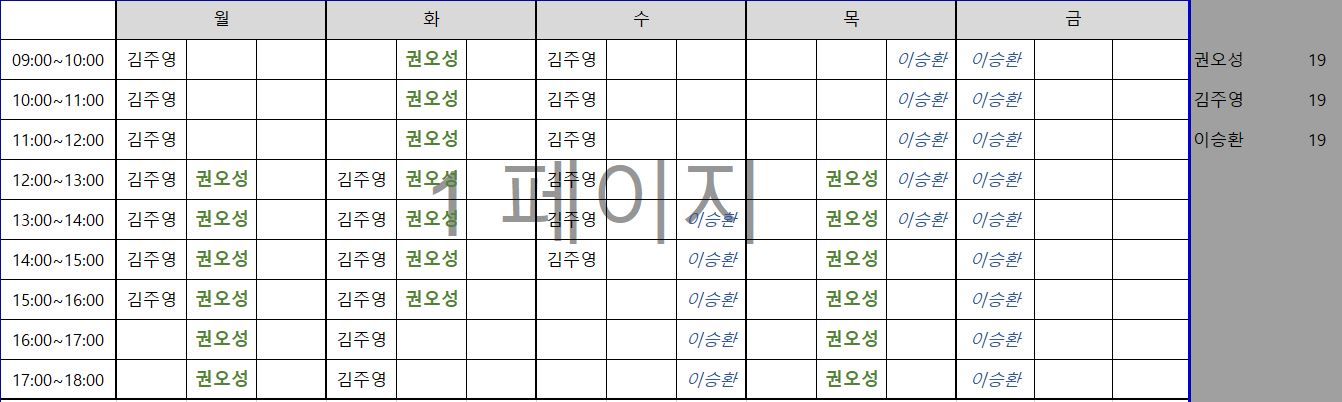 월 화 수 목 금
09:00~10:00 김주영 권오성 김주영 이승환 이승환 권오성 19
10:00~11:00 김주영 권오성 김주영 이승환 이승환 김주영 19
11:00~12:00 김주영 권오성 김주영 이승환 이승환 이승환 19
12:00~13:00 김주영 권오성 김주영 권오성 김주영 권오성 이승환 이승환
1 페이지
13:00~14:00 김주영 권오성 김주영 권오성 김주영 이승환 권오성 이승환 이승환
14:00~15:00 김주영 권오성 김주영 권오성 김주영 이승환 권오성 이승환
15:00~16:00 김주영 권오성 김주영 권오성 이승환 권오성 이승환
16:00~17:00 권오성 김주영 이승환 권오성 이승환
17:00~18:00 권오성 김주영 이승환 권오성 이승환